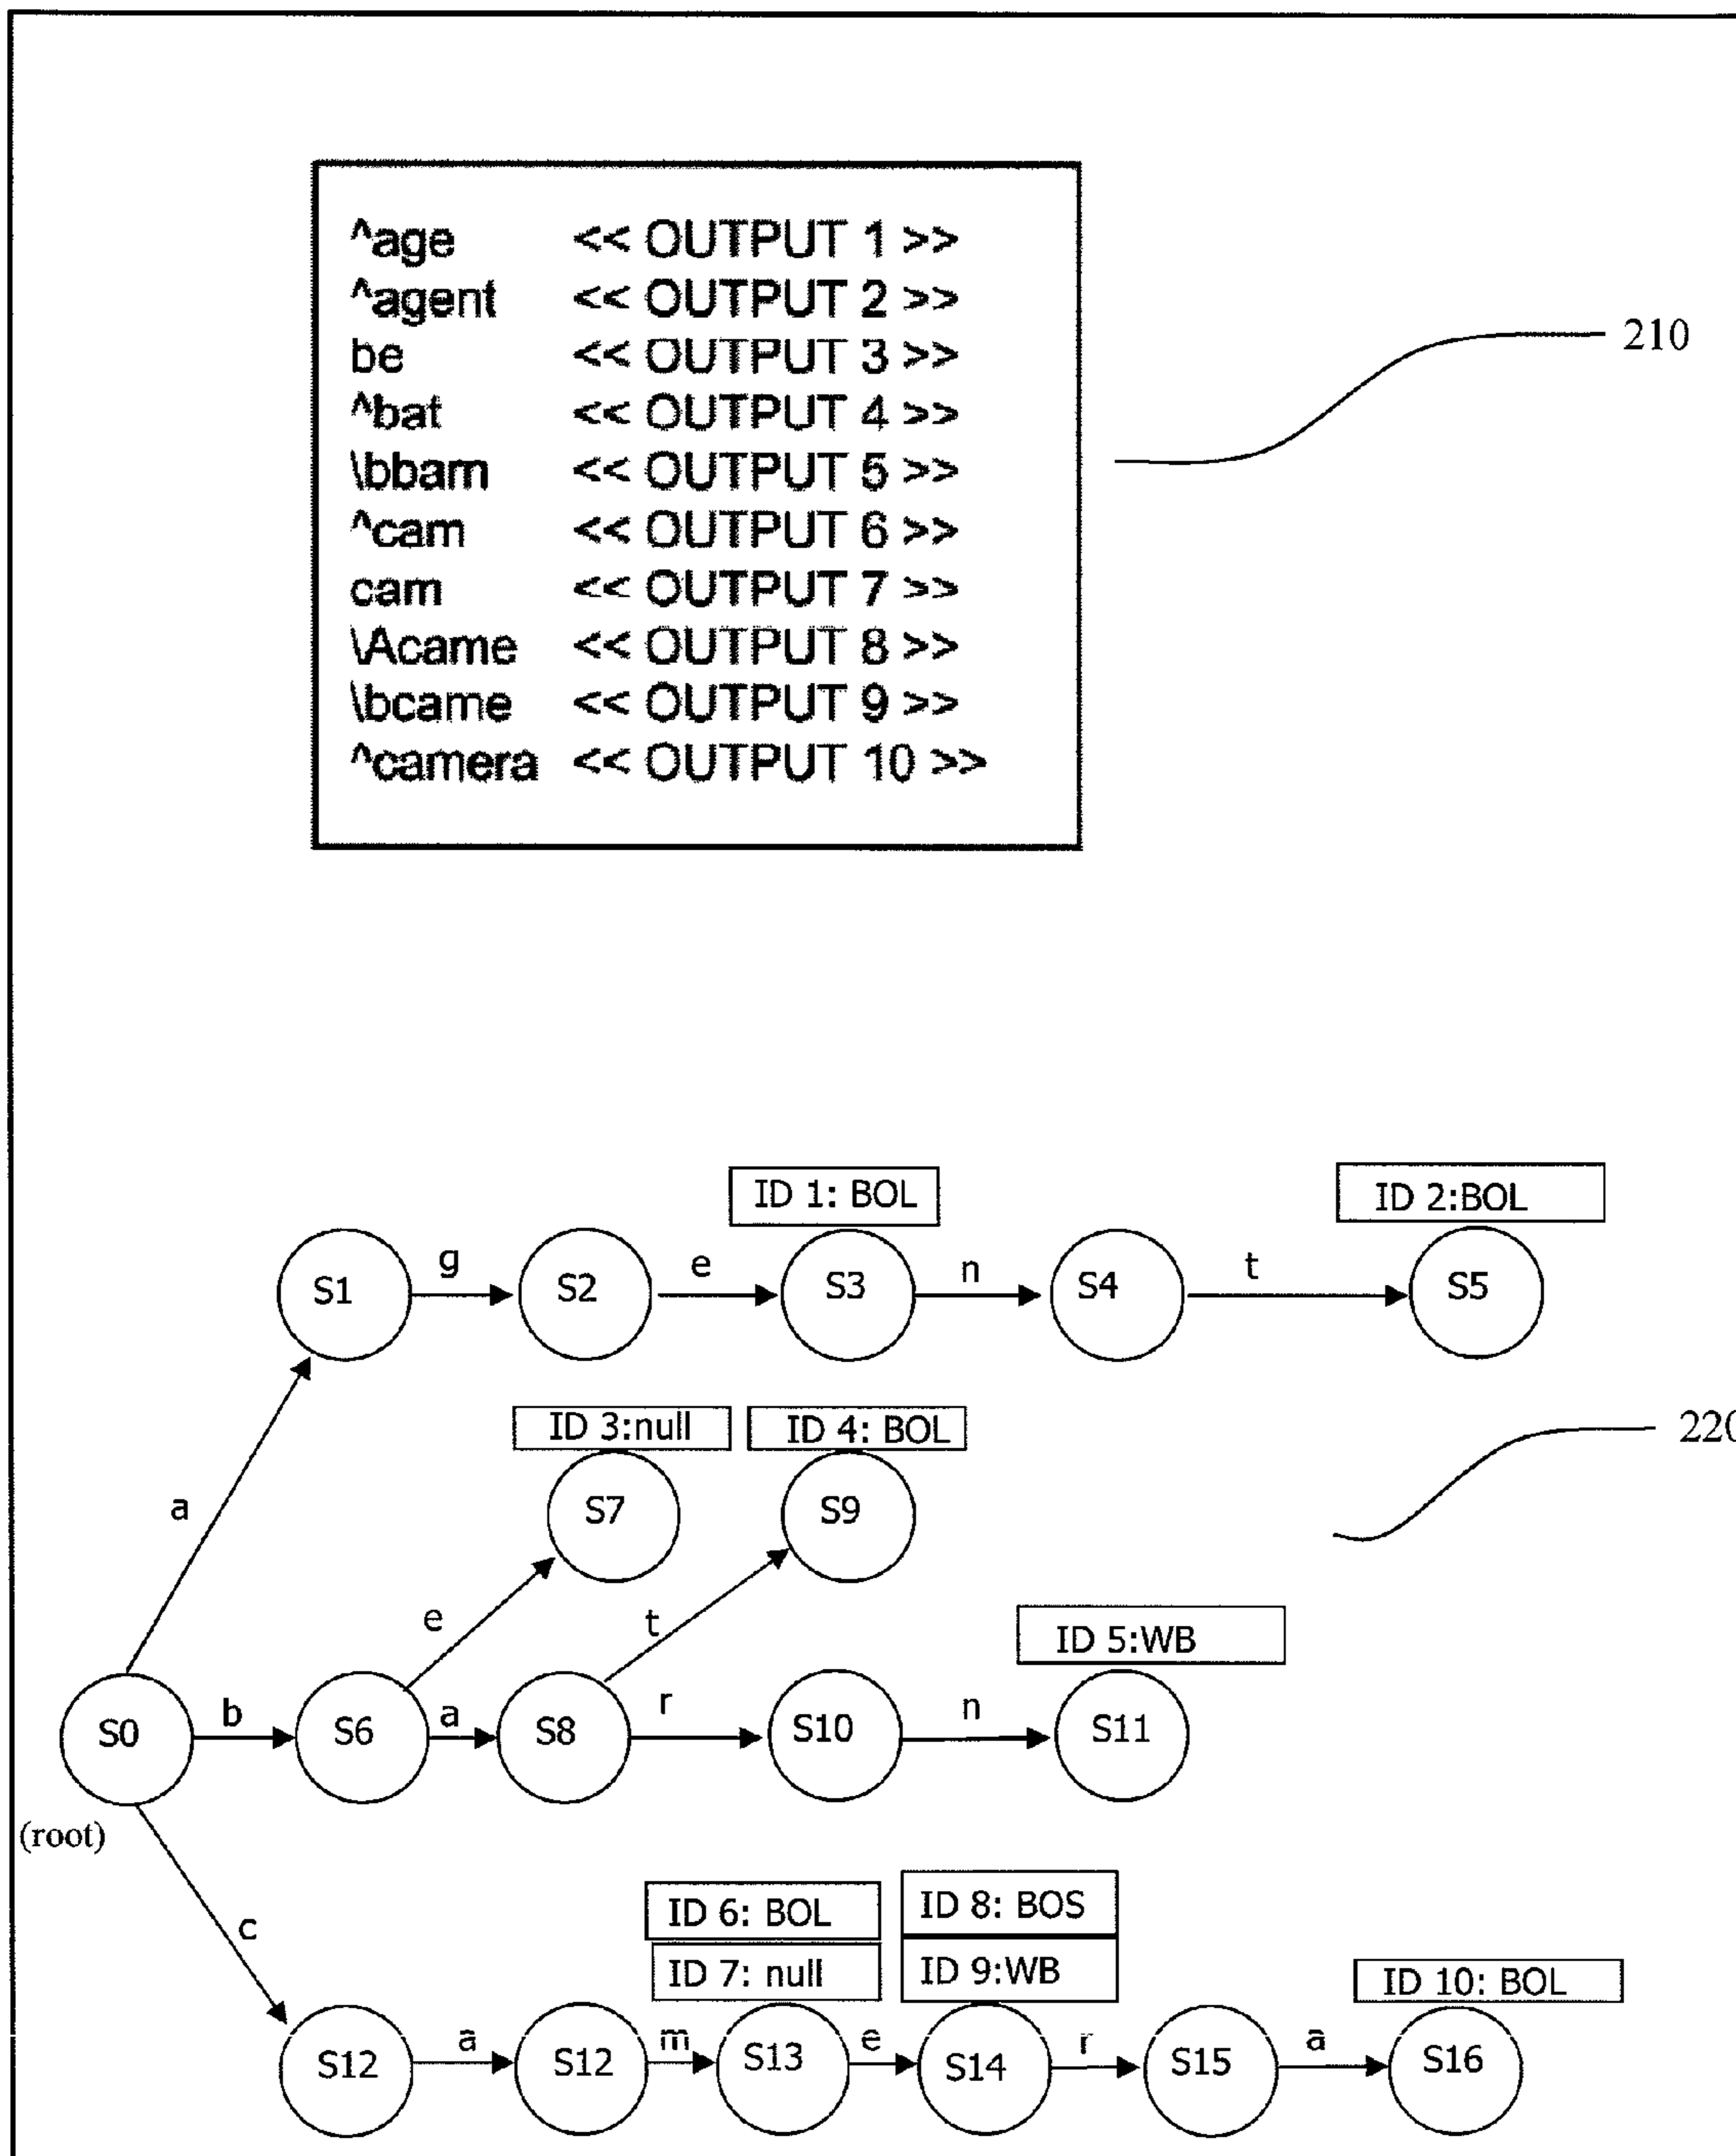 ^age << OUTPUT 1 >>
^agent << OUTPUT 2 >>
be << OUTPUT 3 >>
^bat << OUTPUT 4 >>
\bbarn << OUTPUT 5 >>
^cam << OUTPUT 6 >>
cam << OUTPUT 7 >>
\Acame << OUTPUT 8 >>
\bcame << OUTPUT 9 >>
^camera << OUTPUT 10 >>
210
ID 1: BOL
ID 2:BOL
S1 g S2 e S3 n S4 t S5
a
ID 3:null
ID 4: BOL
220
S7
S9
e
t
ID 5:WB
S0 b S6 a S8 r S10 n S11
(root)
c
ID 6: BOL
ID 8: BOS
ID 7: null
ID 9:WB
ID 10: BOL
S12 a S12 m S13 e S14 r S15 a S16